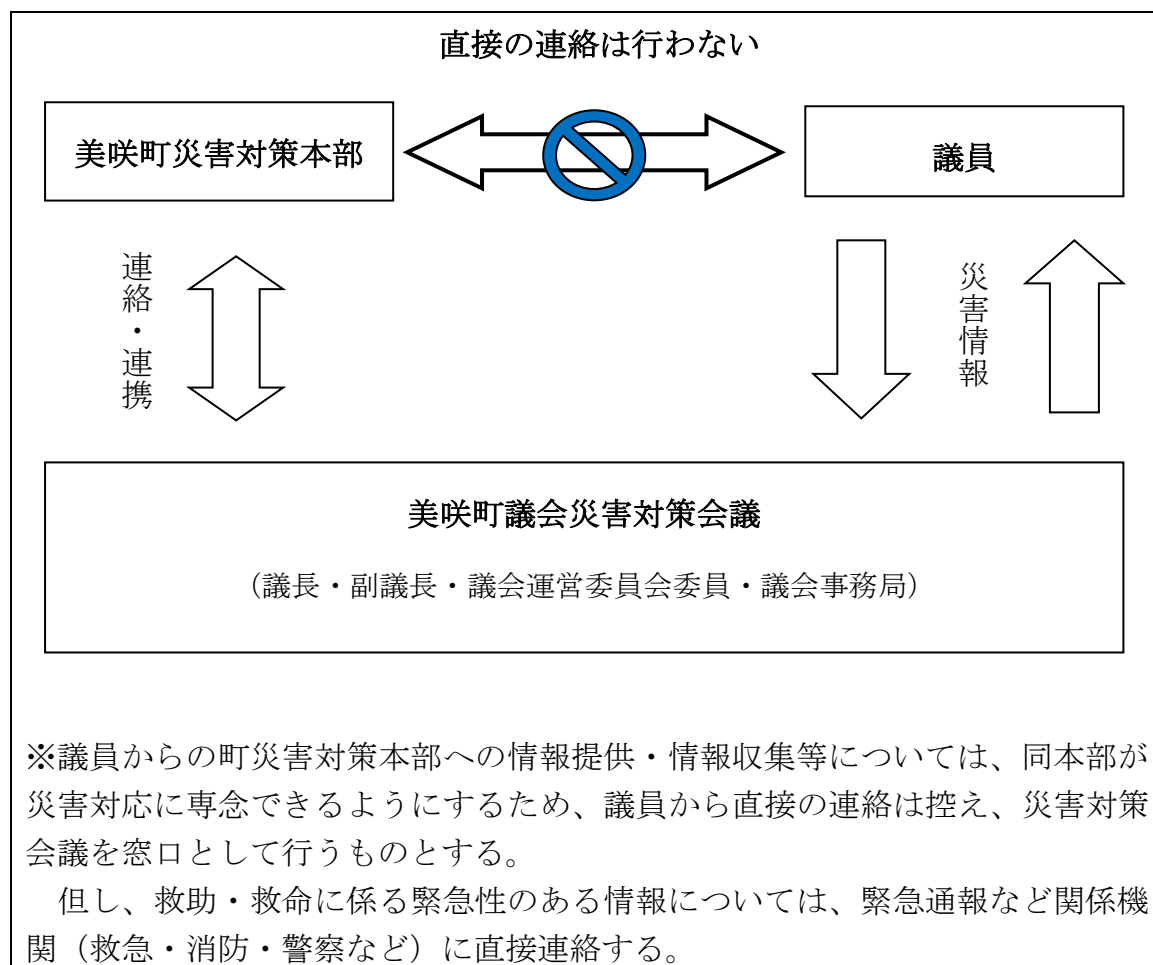 直接の連絡は行わない
美咲町災害対策本部
議員
連絡・連携
災害情報
美咲町議会災害対策会議
（議長・副議長・議会運営委員会委員・議会事務局）
※議員からの町災害対策本部への情報提供・情報収集等については、同本部が
災害対応に専念できるようにするため、議員から直接の連絡は控え、災害対策
会議を窓口として行うものとする。
　但し、救助・救命に係る緊急性のある情報については、緊急通報など関係機
関（救急・消防・警察など）に直接連絡する。